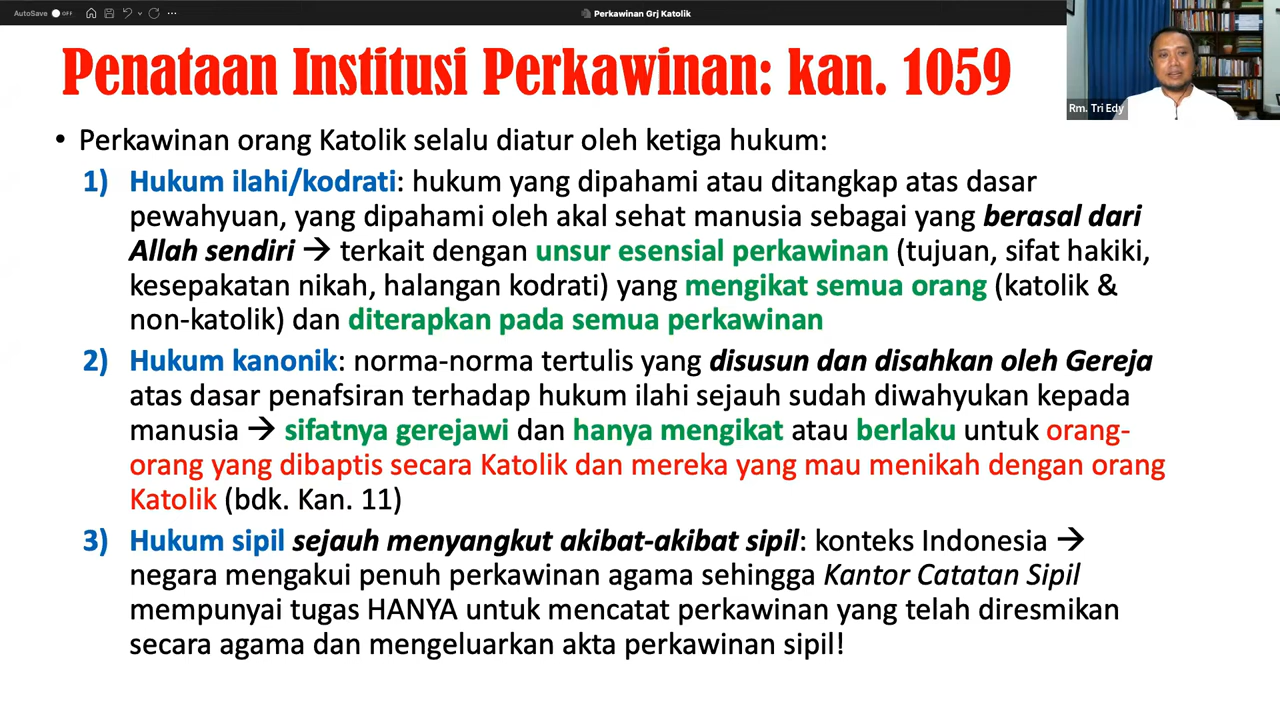 AutoSave OFF
Perkawinan Grj Katolik
Rm. Tri Edy
Penataan Institusi Perkawinan: kan. 1059
• Perkawinan orang Katolik selalu diatur oleh ketiga hukum:
1) Hukum ilahi/kodrati: hukum yang dipahami atau ditangkap atas dasar
pewahyuan, yang dipahami oleh akal sehat manusia sebagai yang berasal dari
Allah sendiri → terkait dengan unsur esensial perkawinan (tujuan, sifat hakiki,
kesepakatan nikah, halangan kodrati) yang mengikat semua orang (katolik &
non-katolik) dan diterapkan pada semua perkawinan
2) Hukum kanonik: norma-norma tertulis yang disusun dan disahkan oleh Gereja
atas dasar penafsiran terhadap hukum ilahi sejauh sudah diwahyukan kepada
manusia → sifatnya gerejawi dan hanya mengikat atau berlaku untuk orang-
orang yang dibaptis secara Katolik dan mereka yang mau menikah dengan orang
Katolik (bdk. Kan. 11)
3) Hukum sipil sejauh menyangkut akibat-akibat sipil: konteks Indonesia →
negara mengakui penuh perkawinan agama sehingga Kantor Catatan Sipil
mempunyai tugas HANYA untuk mencatat perkawinan yang telah diresmikan
secara agama dan mengeluarkan akta perkawinan sipil!